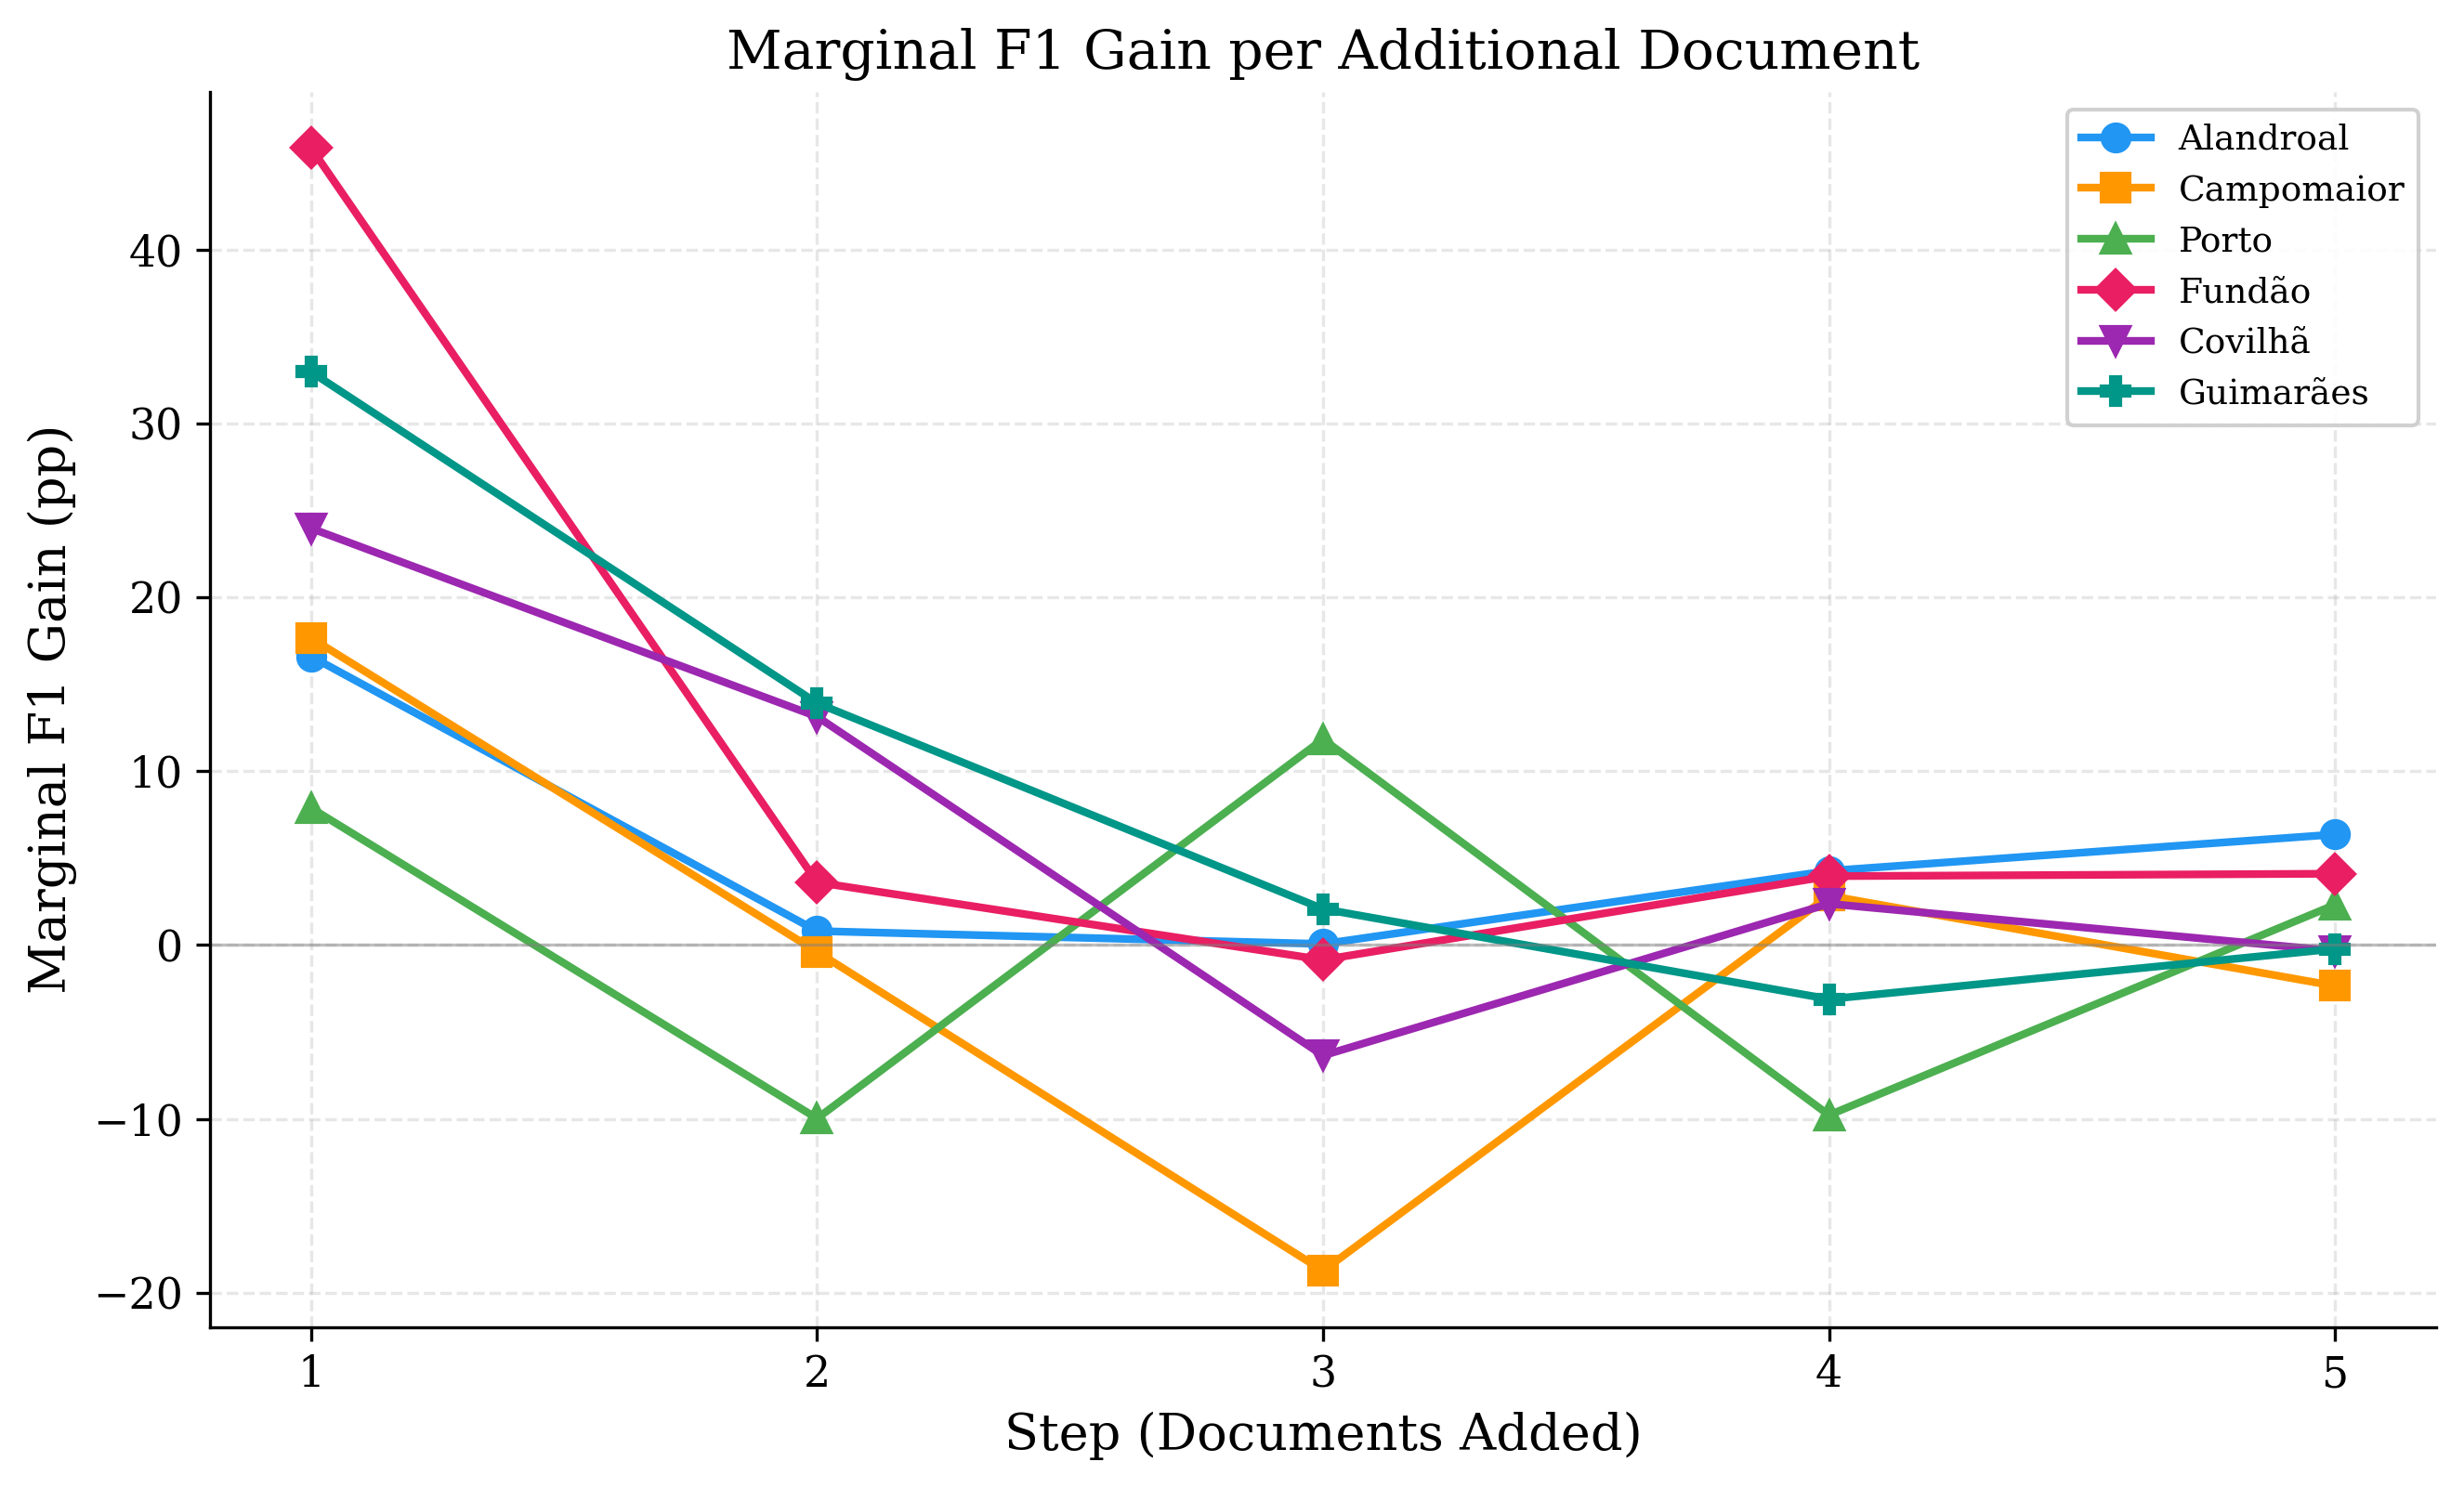 Marginal F1 Gain per Additional Document
Marginal F1 Gain (pp)
40
30
20
10
0
−10
−20
1 2 3 4 5
Step (Documents Added)
Alandroal
Campomaior
Porto
Fundão
Covilhã
Guimarães